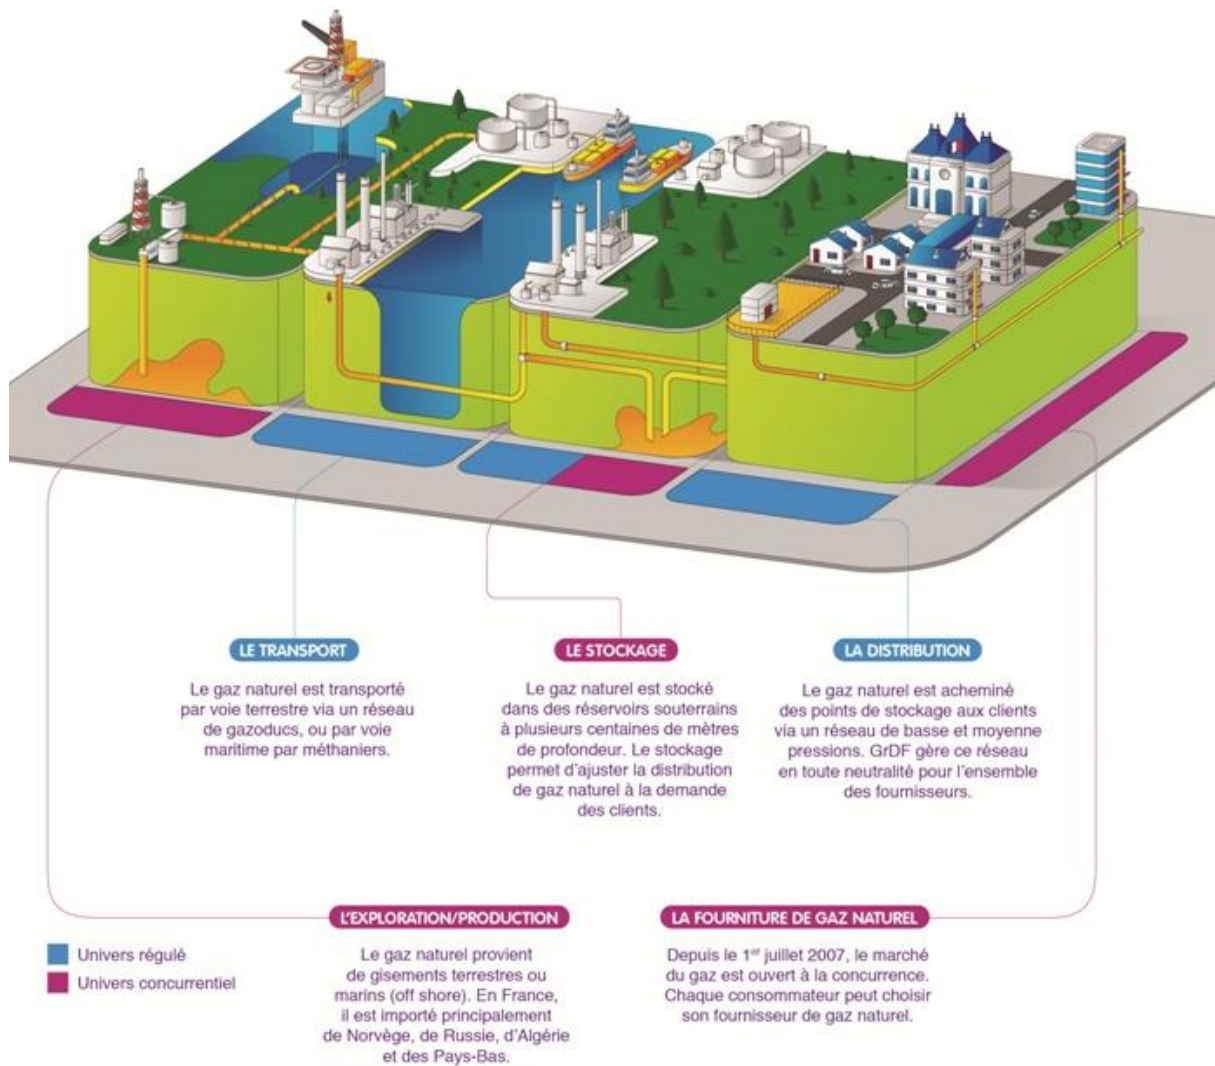 LE TRANSPORT
Le gaz naturel est transporté
par voie terrestre via un réseau
de gazoducs, ou par voie
maritime par méthaniers.
LE STOCKAGE
Le gaz naturel est stocké
dans des réservoirs souterrains
à plusieurs centaines de mètres
de profondeur. Le stockage
permet d'ajuster la distribution
de gaz naturel à la demande
des clients.
LA DISTRIBUTION
Le gaz naturel est acheminé
des points de stockage aux clients
via un réseau de basse et moyenne
pressions. GrDF gère ce réseau
en toute neutralité pour l'ensemble
des fournisseurs.
Univers régulé
Univers concurrentiel
L'EXPLORATION/PRODUCTION
Le gaz naturel provient
de gisements terrestres ou
marins (off shore). En France,
il est importé principalement
de Norvège, de Russie, d'Algérie
et des Pays-Bas.
LA FOURNITURE DE GAZ NATUREL
Depuis le 1er juillet 2007, le marché
du gaz est ouvert à la concurrence.
Chaque consommateur peut choisir
son fournisseur de gaz naturel.